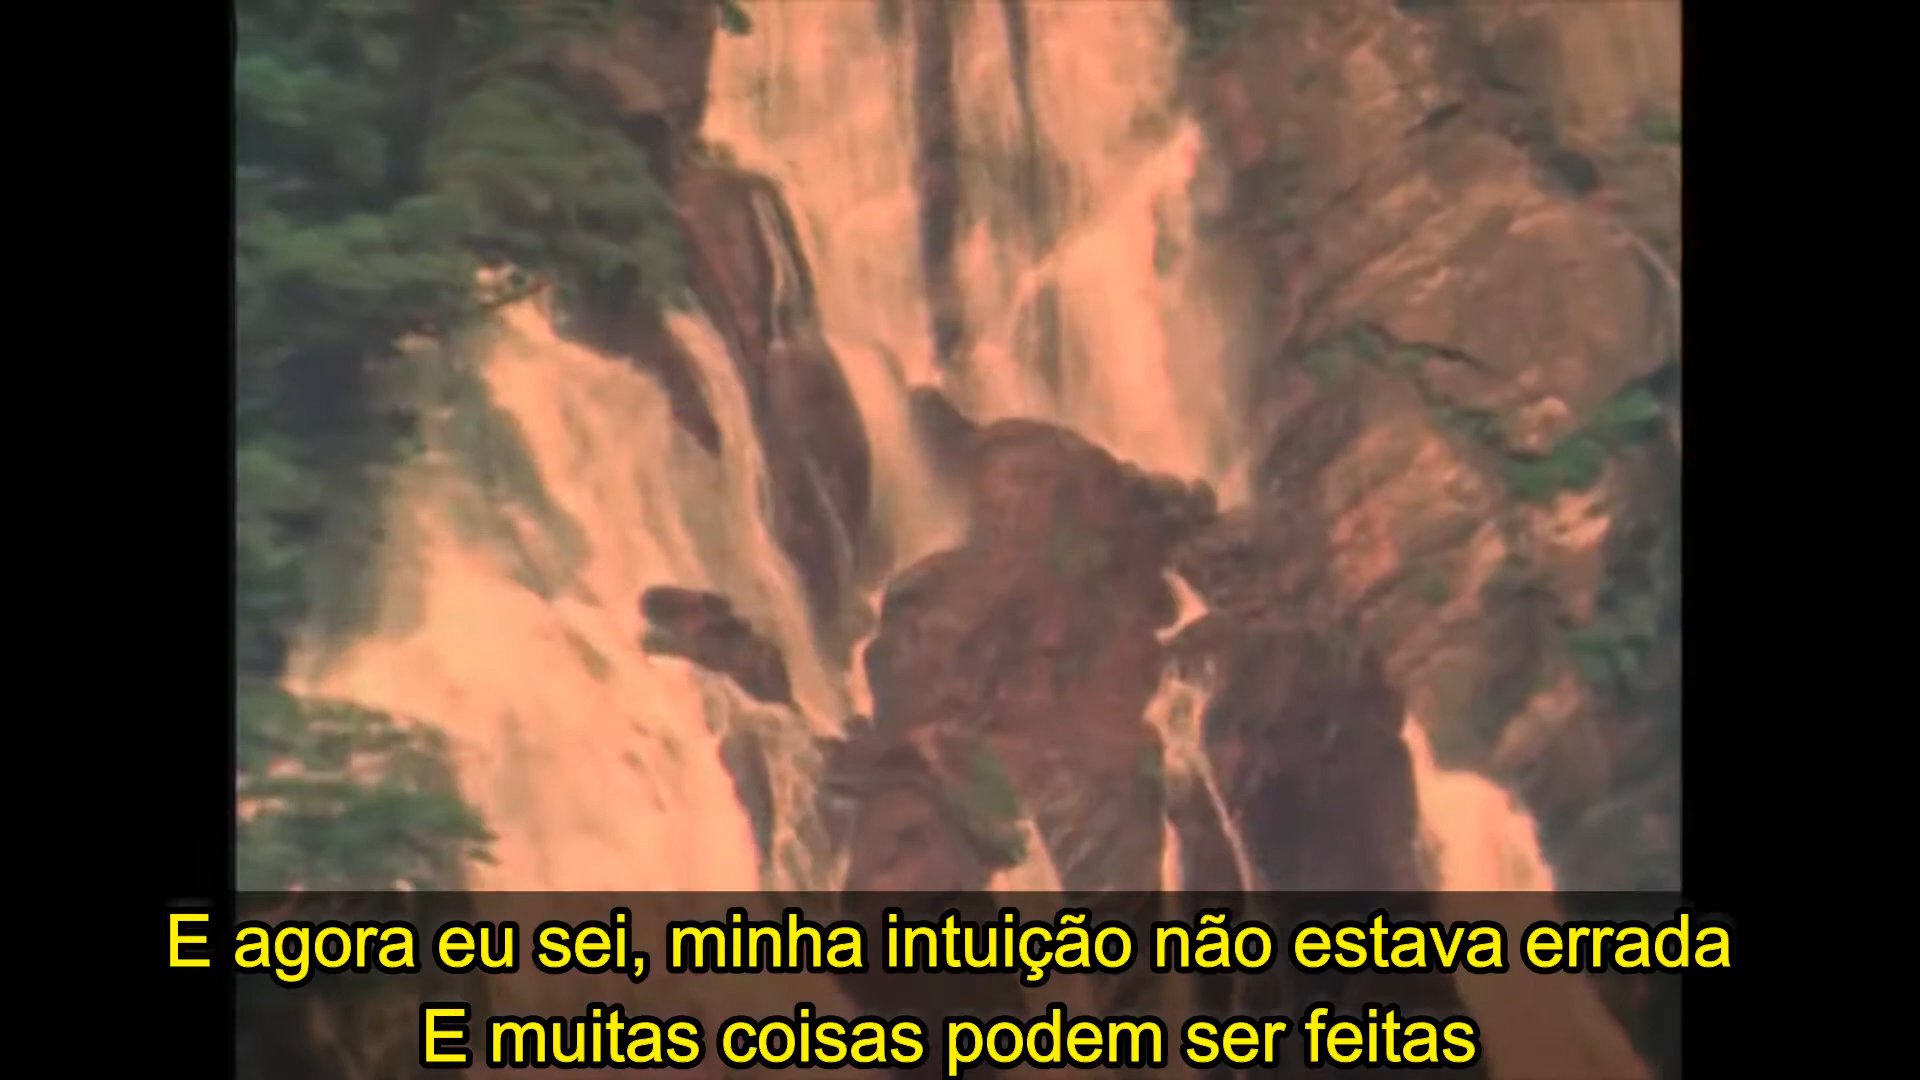 E agora eu sei, minha intuição não estava errada
E muitas coisas podem ser feitas